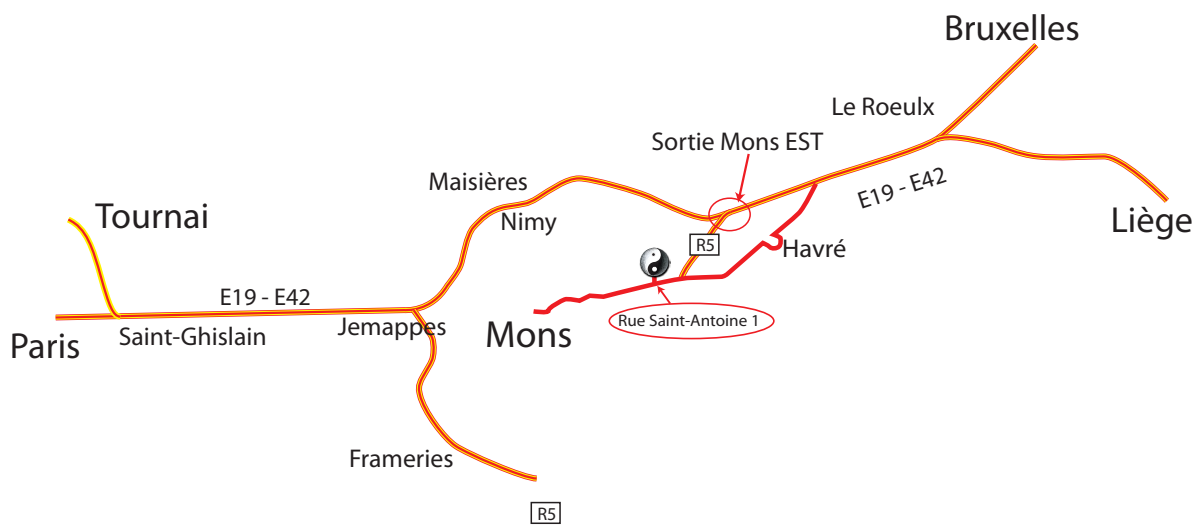 Bruxelles
Le Roeulx
Sortie Mons EST
Maisières
E19 - E42
Tournai
Nimy
Liège
R5
Havré
E19 - E42
Rue Saint-Antoine 1
Jemappes
Mons
Saint-Ghislain
Paris
Frameries
R5